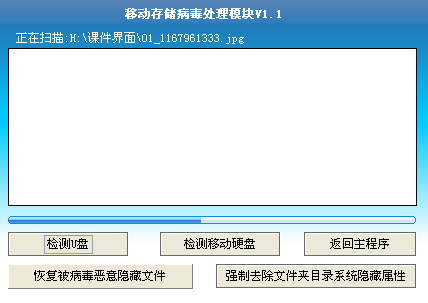 移动存储病毒处理模块V1.1
正在扫描:H:\课件界面\01_1167961333.jpg
检测U盘 检测移动硬盘 返回主程序
恢复被病毒恶意隐藏文件 强制去除文件夹目录系统隐藏属性